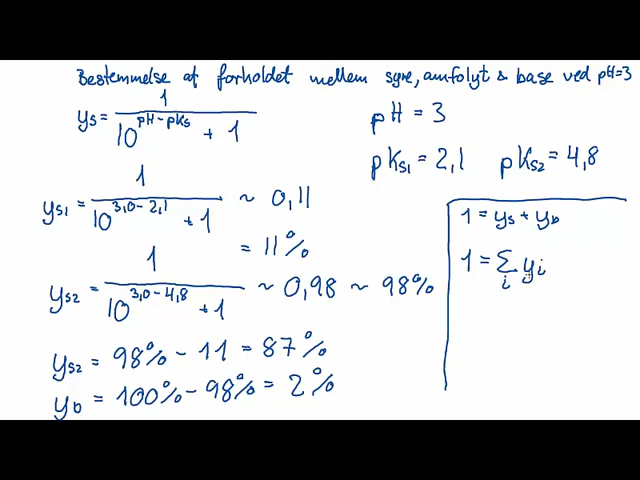 Bestemmelse af forholdet mellem syre, amfolyt & base ved pH=3
ys = 1 / (10^(pH-pKs) + 1)
pH = 3
pKs1 = 2,1 pKs2 = 4,8
ys1 = 1 / (10^(3,0-2,1) + 1) ~ 0,11
= 11%
ys2 = 1 / (10^(3,0-4,8) + 1) ~ 0,98 ~ 98%
ys2 = 98% - 11 = 87%
yb = 100% - 98% = 2%
1 = ys + yb
1 = Σi yi